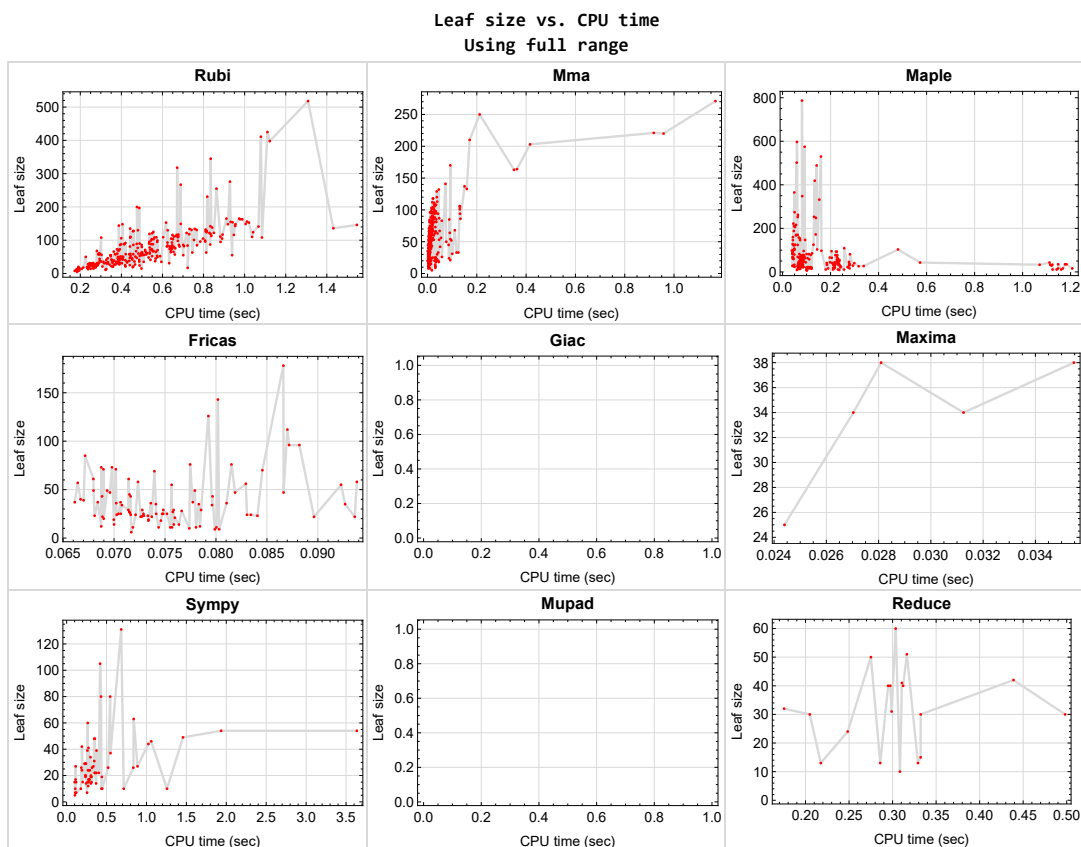 Leaf size vs. CPU time
Using full range
Rubi
Leaf size
500
400
300
200
100
0
0.2 0.4 0.6 0.8 1.0 1.2 1.4
CPU time (sec)
Mma
Leaf size
250
200
150
100
50
0
0.0 0.2 0.4 0.6 0.8 1.0
CPU time (sec)
Maple
Leaf size
800
600
400
200
0
0.0 0.2 0.4 0.6 0.8 1.0 1.2
CPU time (sec)
Fricas
Leaf size
150
100
50
0
0.065 0.070 0.075 0.080 0.085 0.090
CPU time (sec)
Giac
Leaf size
1.0
0.8
0.6
0.4
0.2
0.0
0.0 0.2 0.4 0.6 0.8 1.0
CPU time (sec)
Maxima
Leaf size
38
36
34
32
30
28
26
24
0.024 0.026 0.028 0.030 0.032 0.034
CPU time (sec)
Sympy
Leaf size
120
100
80
60
40
20
0
0.0 0.5 1.0 1.5 2.0 2.5 3.0 3.5
CPU time (sec)
Mupad
Leaf size
1.0
0.8
0.6
0.4
0.2
0.0
0.0 0.2 0.4 0.6 0.8 1.0
CPU time (sec)
Reduce
Leaf size
60
50
40
30
20
10
0
0.20 0.25 0.30 0.35 0.40 0.45 0.50
CPU time (sec)